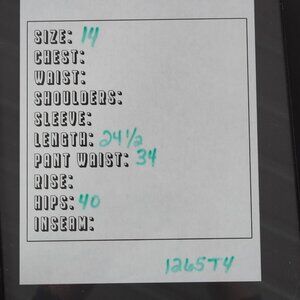 SIZE: 14
CHEST:
WAIST:
SHOULDERS:
SLEEVE:
LENGTH: 24 1/2
PANT WAIST: 34
RISE:
HIPS: 40
INSEAM:
1265T4